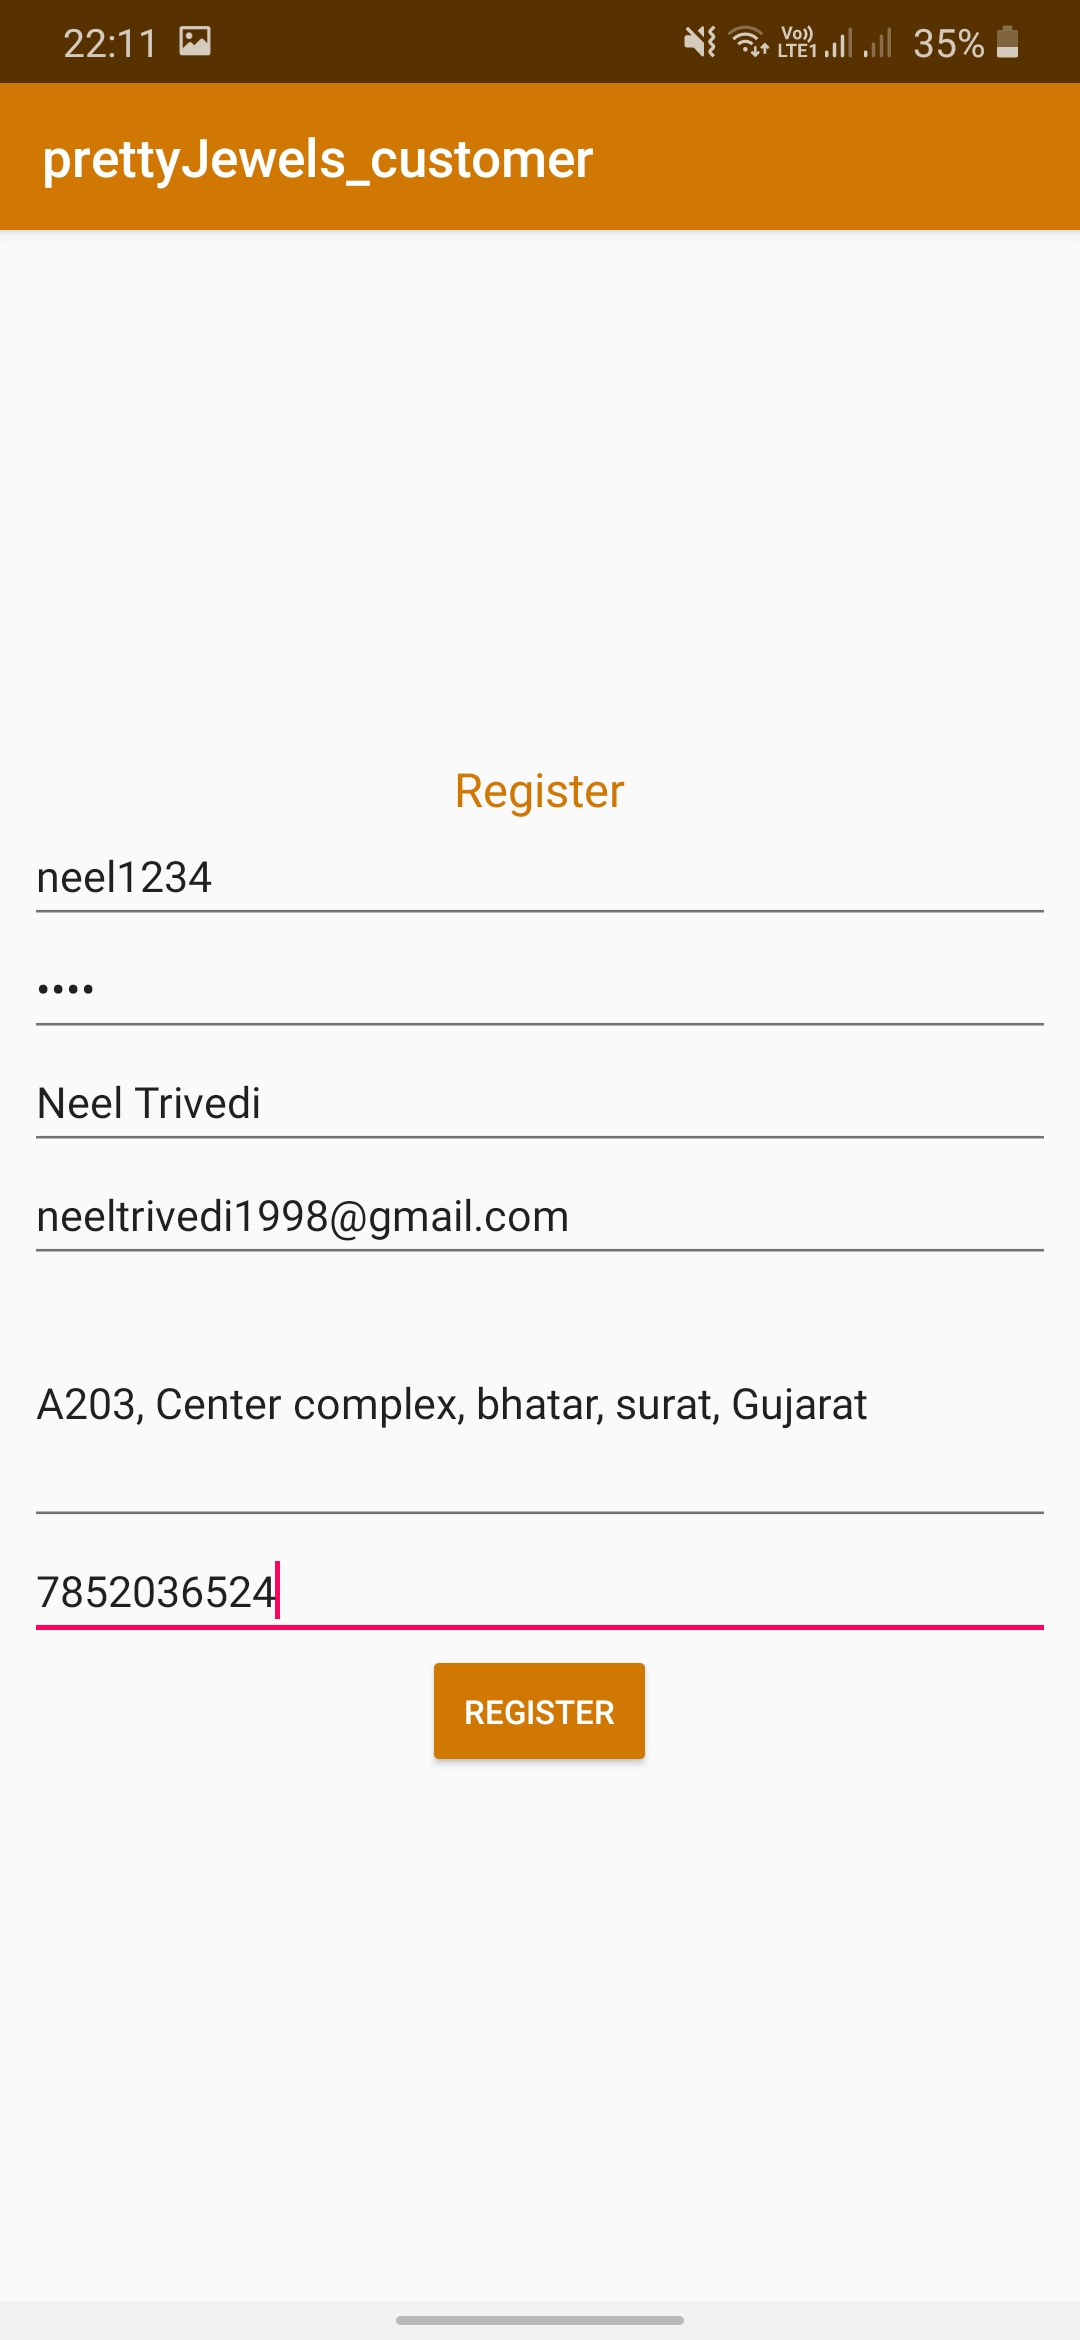 22:11 Vo)) LTE1 35%
prettyJewels_customer
Register
neel1234
••••
Neel Trivedi
neeltrivedi1998@gmail.com
A203, Center complex, bhatar, surat, Gujarat
7852036524
REGISTER